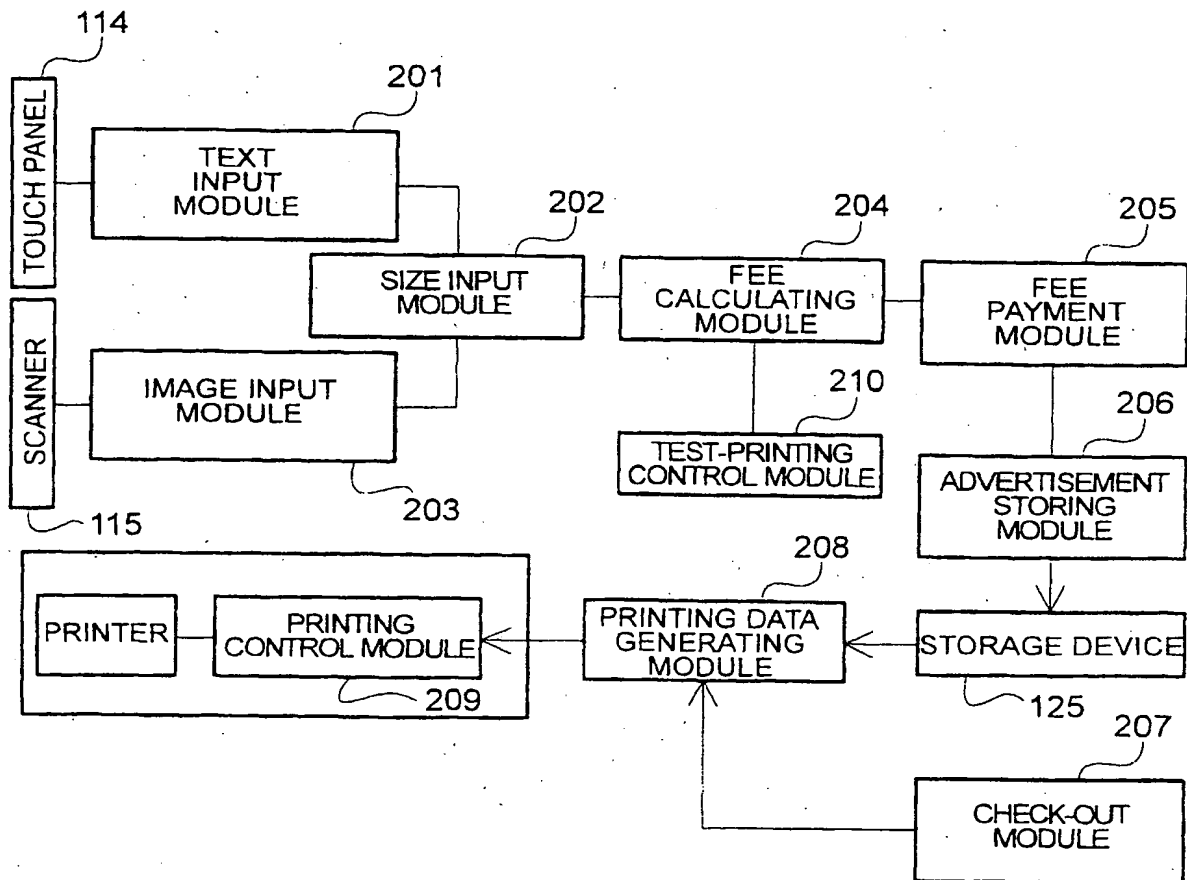 114
TOUCH PANEL
201
TEXT
INPUT
MODULE
202
SIZE INPUT
MODULE
204
FEE
CALCULATING
MODULE
205
FEE
PAYMENT
MODULE
SCANNER
115
IMAGE INPUT
MODULE
203
210
TEST-PRINTING
CONTROL MODULE
206
ADVERTISEMENT
STORING
MODULE
PRINTER
PRINTING
CONTROL MODULE
209
208
PRINTING DATA
GENERATING
MODULE
STORAGE DEVICE
125
207
CHECK-OUT
MODULE